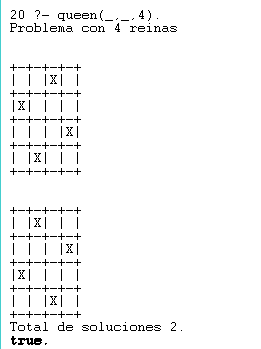 20 ?- queen(_,_,4).
Problema con 4 reinas
+-+-+-+-+
| | |X| |
+-+-+-+-+
|X| | | |
+-+-+-+-+
| | | |X|
+-+-+-+-+
| |X| | |
+-+-+-+-+
+-+-+-+-+
| |X| | |
+-+-+-+-+
| | | |X|
+-+-+-+-+
|X| | | |
+-+-+-+-+
| | |X| |
+-+-+-+-+
Total de soluciones 2.
true.